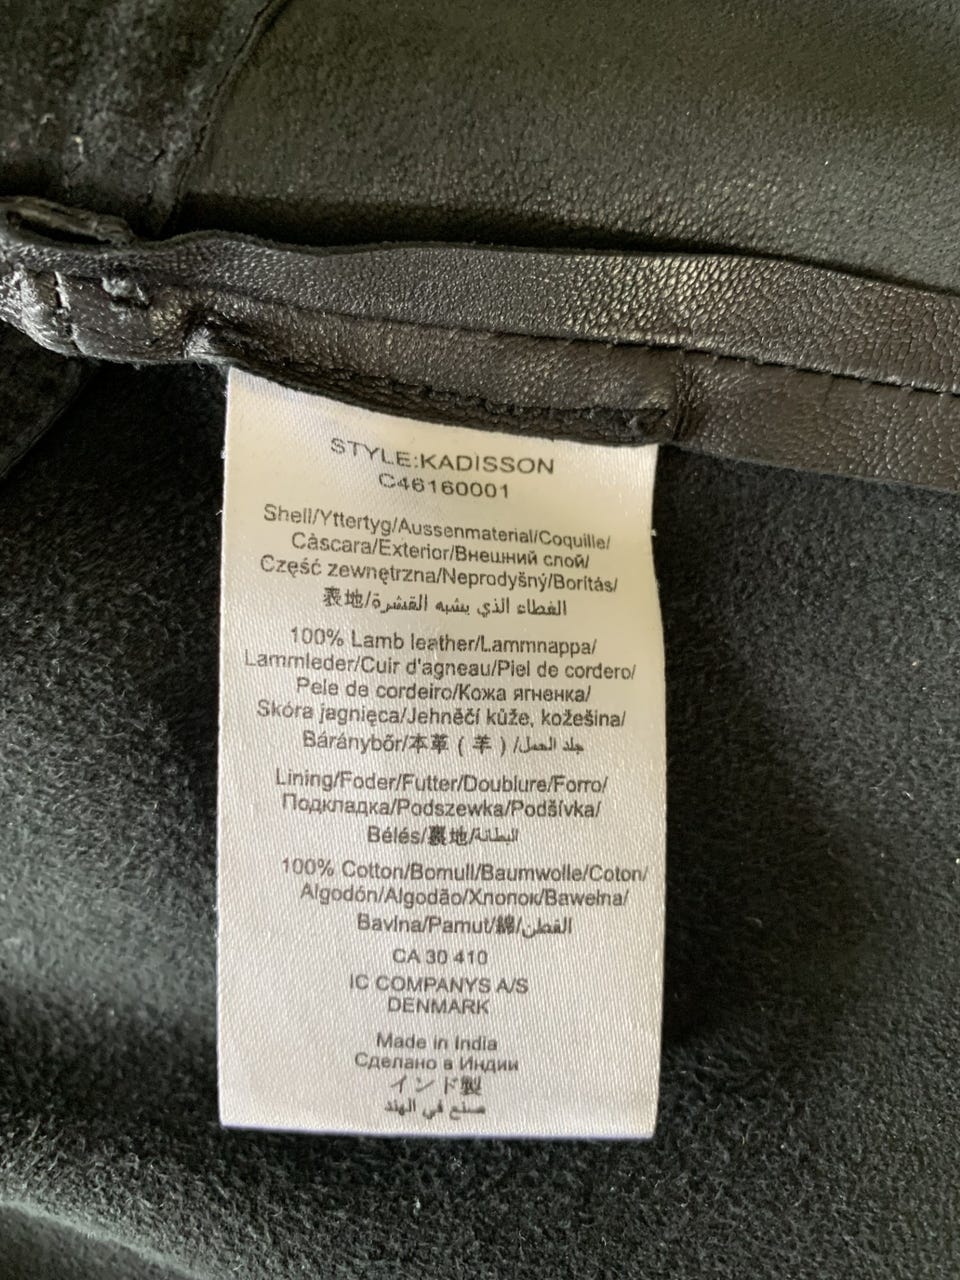 STYLE:KADISSON
C46160001
Shell/Yttertyg/Aussenmaterial/Coquille/
Càscara/Exterior/Внешний слой/
Część zewnętrzna/Neprodyšný/Borítás/
表地/الغطاء الذي يشبه القشرة
100% Lamb leather/Lammnappa/
Lammleder/Cuir d'agneau/Piel de cordero/
Pele de cordeiro/Кожа ягненка/
Skóra jagnięca/Jehněčí kůže, kožešina/
Báránybőr/本革 ( 羊 ) /جلد الحمل
Lining/Foder/Futter/Doublure/Forro/
Подкладка/Podszewka/Podšívka/
Bélés/裏地/البطانة
100% Cotton/Bomull/Baumwolle/Coton/
Algodón/Algodão/Хлопок/Bawełna/
Bavlna/Pamut/綿/القطن
CA 30 410
IC COMPANYS A/S
DENMARK
Made in India
Сделано в Индии
インド製
صنع في الهند